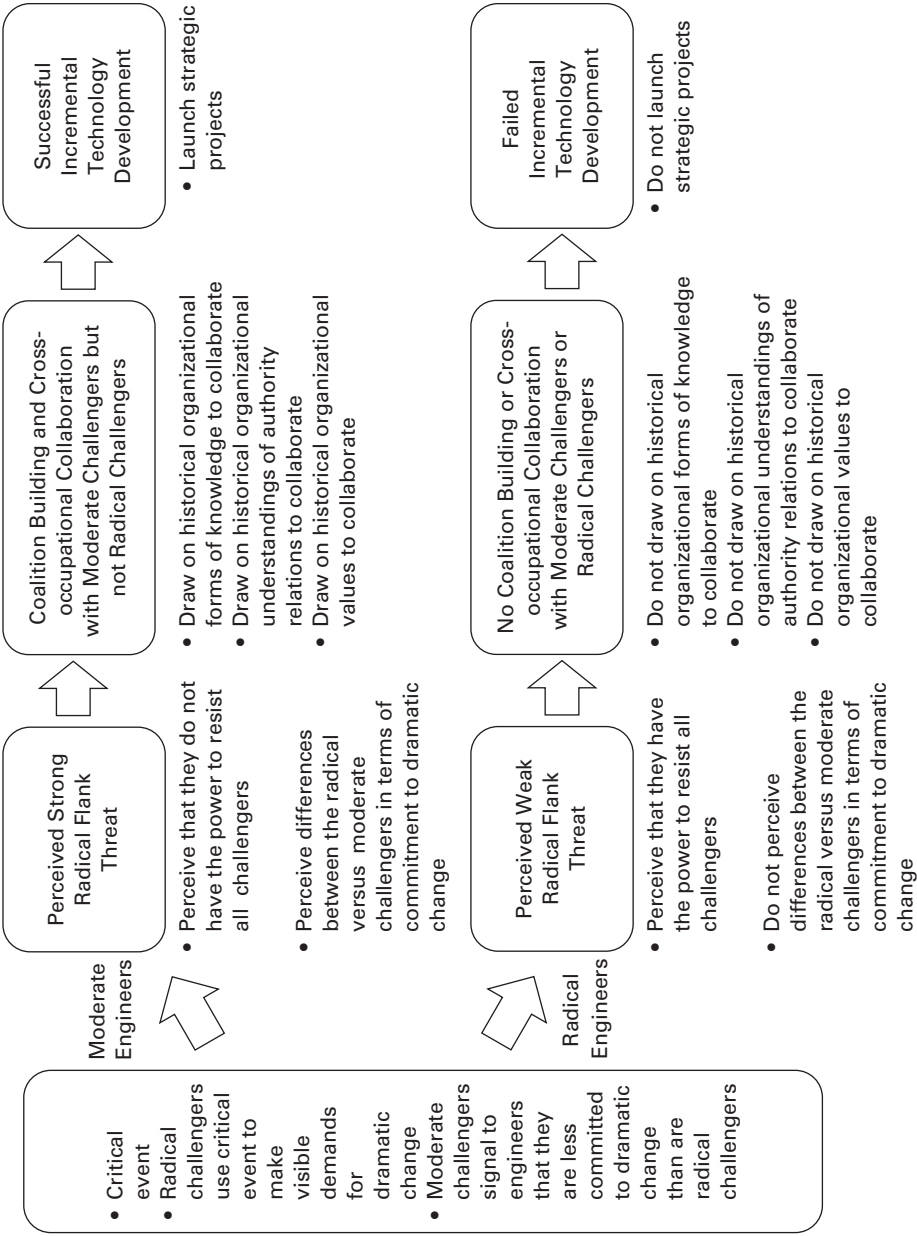 • Critical
event
• Radical
challengers
use critical
event to
make
visible
demands
for
dramatic
change
• Moderate
challengers
signal to
engineers
that they
are less
committed
to dramatic
change
than are
radical
challengers
Moderate
Engineers
Perceived Strong
Radical Flank
Threat
• Perceive that they do not
have the power to resist
all challengers
• Perceive differences
between the radical
versus moderate
challengers in terms of
commitment to dramatic
change
Coalition Building and Cross-
occupational Collaboration
with Moderate Challengers but
not Radical Challengers
• Draw on historical organizational
forms of knowledge to collaborate
• Draw on historical organizational
understandings of authority
relations to collaborate
• Draw on historical organizational
values to collaborate
Successful
Incremental
Technology
Development
• Launch strategic
projects
Radical
Engineers
Perceived Weak
Radical Flank
Threat
• Perceive that they have
the power to resist all
challengers
• Do not perceive
differences between the
radical versus moderate
challengers in terms of
commitment to dramatic
change
No Coalition Building or Cross-
occupational Collaboration
with Moderate Challengers or
Radical Challengers
• Do not draw on historical
organizational forms of knowledge
to collaborate
• Do not draw on historical
organizational understandings of
authority relations to collaborate
• Do not draw on historical
organizational values to
collaborate
Failed
Incremental
Technology
Development
• Do not launch
strategic projects